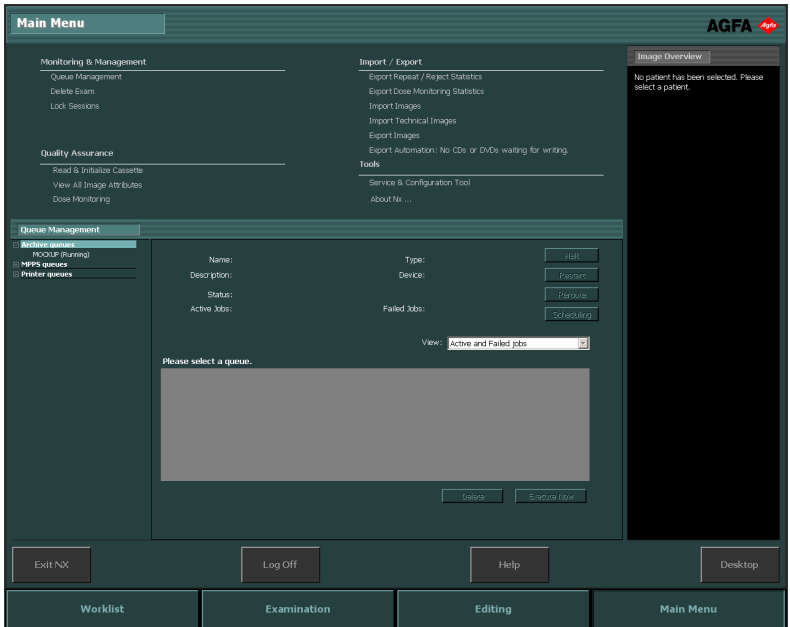 Main Menu
AGFA
Agfa
Monitoring & Management
Queue Management
Delete Exam
Lock Sessions
Quality Assurance
Read & Initialize Cassette
View All Image Attributes
Dose Monitoring
Import / Export
Export Repeat / Reject Statistics
Export Dose Monitoring Statistics
Import Images
Import Technical Images
Export Images
Export Automation: No CDs or DVDs waiting for writing.
Tools
Service & Configuration Tool
About Nx ...
Image Overview
No patient has been selected. Please
select a patient.
Queue Management
Archive queues
MOCKUP (Running)
MPPS queues
Printer queues
Name:
Type:
Halt
Description:
Device:
Restart
Status:
Reroute
Active Jobs:
Failed Jobs:
Scheduling
View: Active and Failed jobs
Please select a queue.
Delete
Execute Now
Exit NX
Log Off
Help
Desktop
Worklist
Examination
Editing
Main Menu